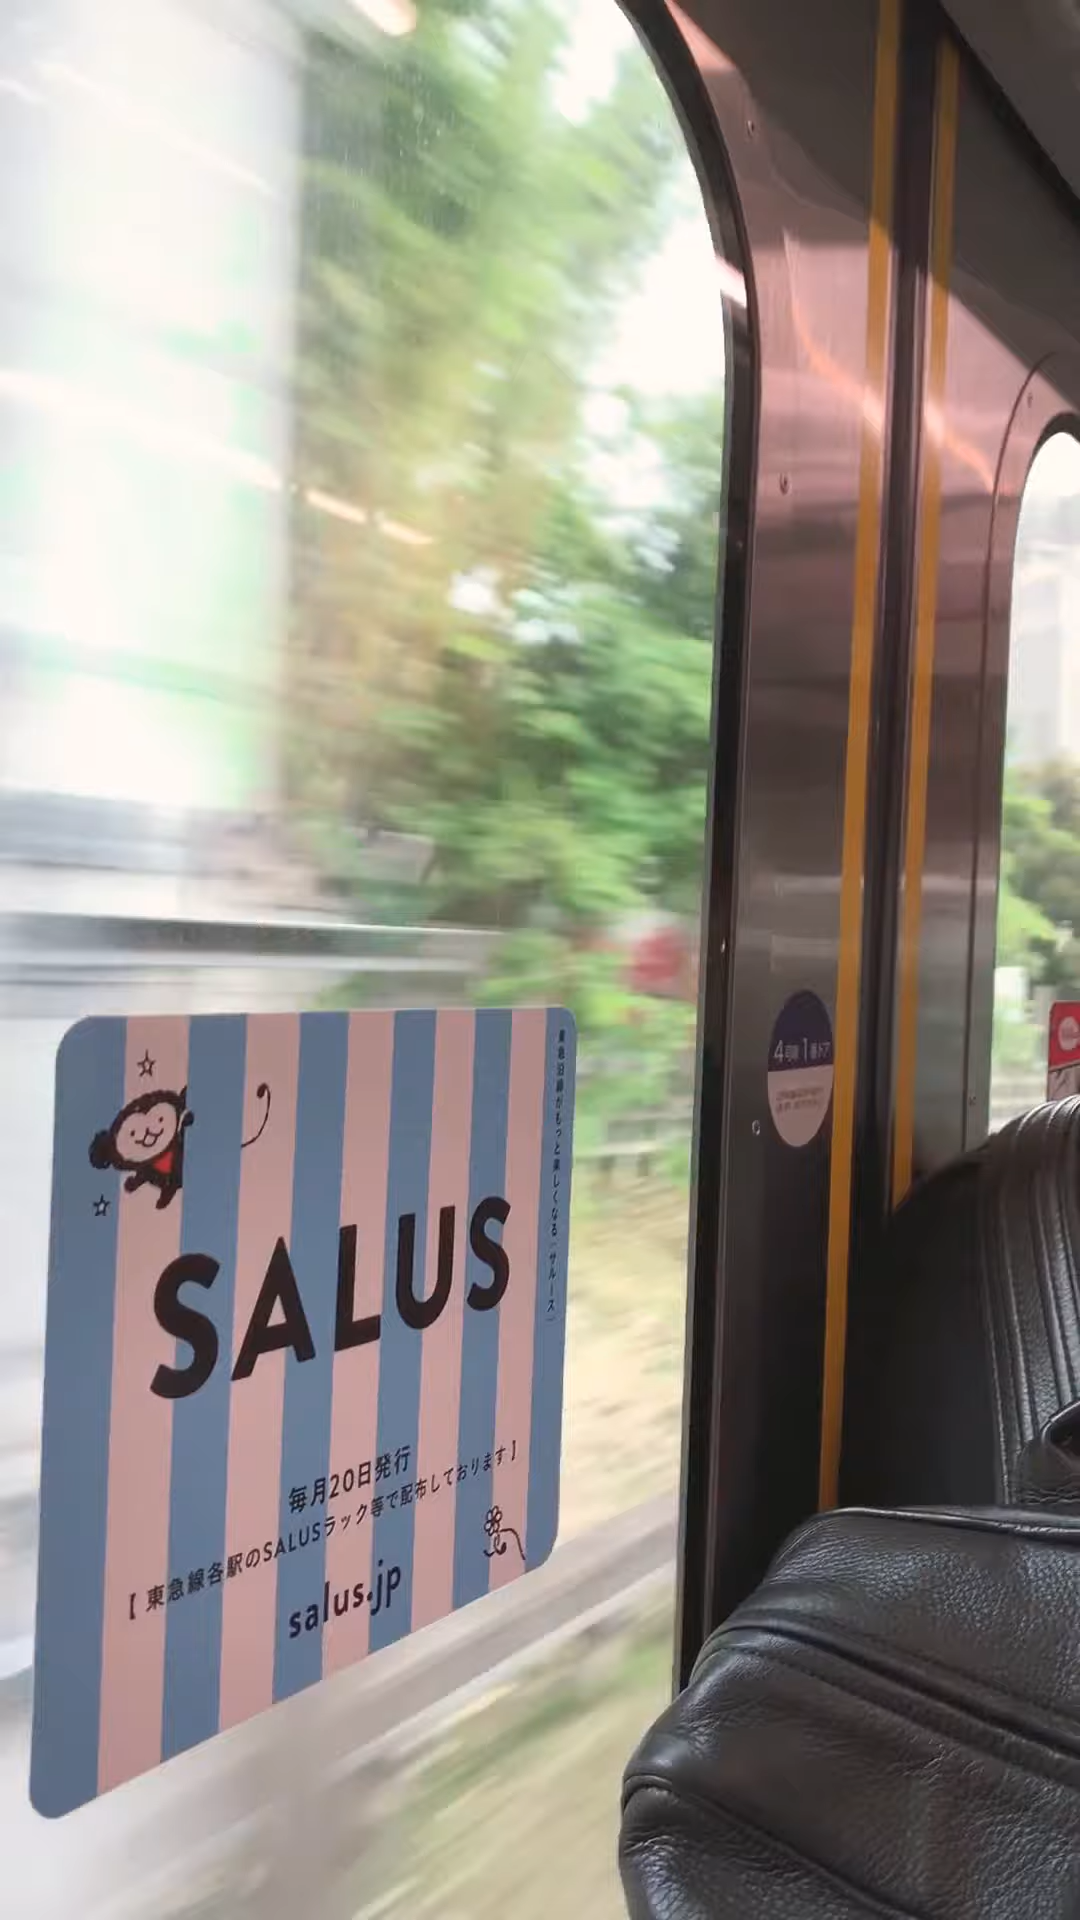 SALUS
東急沿線がもっと楽しくなる［サルース］
毎月20日発行
【東急線各駅のSALUSラック等で配布しております】
salus.jp
4号車1番ドア